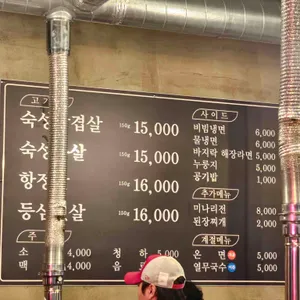 고기
숙성 겹살 150g 15,000
숙성 살 150g 15,000
항정 150g 16,000
등심 살 150g 16,000
주
소 4,000 청하 5,000
맥 4,000 음
사이드
비빔냉면 6,000
물냉면 6,000
바지락 해장라면 5,000
누룽지 5,000
공기밥 1,000
추가메뉴
미나리전 8,000
된장찌개 2,000
계절메뉴
온면 5,000
열무국수 5,000